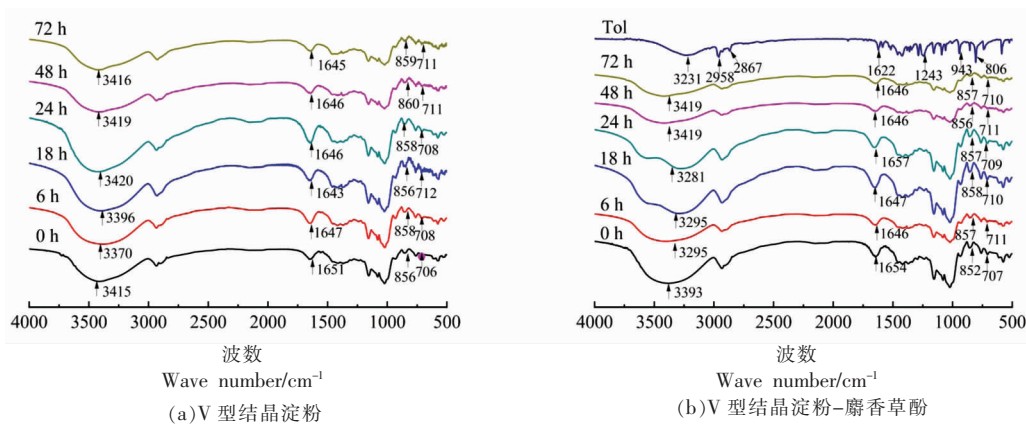 72 h
3416
1645
859
711
48 h
3419
1646
860
711
24 h
3420
1646
858
708
18 h
3396
1643
856
712
6 h
3370
1647
858
708
0 h
3415
1651
856
706
4000 3500 3000 2500 2000 1500 1000 500
波数
Wave number/cm⁻¹
(a)V 型结晶淀粉
Tol
3231
2958
2867
1622
1243
943
806
72 h
3419
1646
857
710
48 h
3419
1646
856
711
24 h
3281
1657
857
709
18 h
3295
1647
858
710
6 h
3295
1646
857
711
0 h
3393
1654
852
707
4000 3500 3000 2500 2000 1500 1000 500
波数
Wave number/cm⁻¹
(b)V 型结晶淀粉-麝香草酚